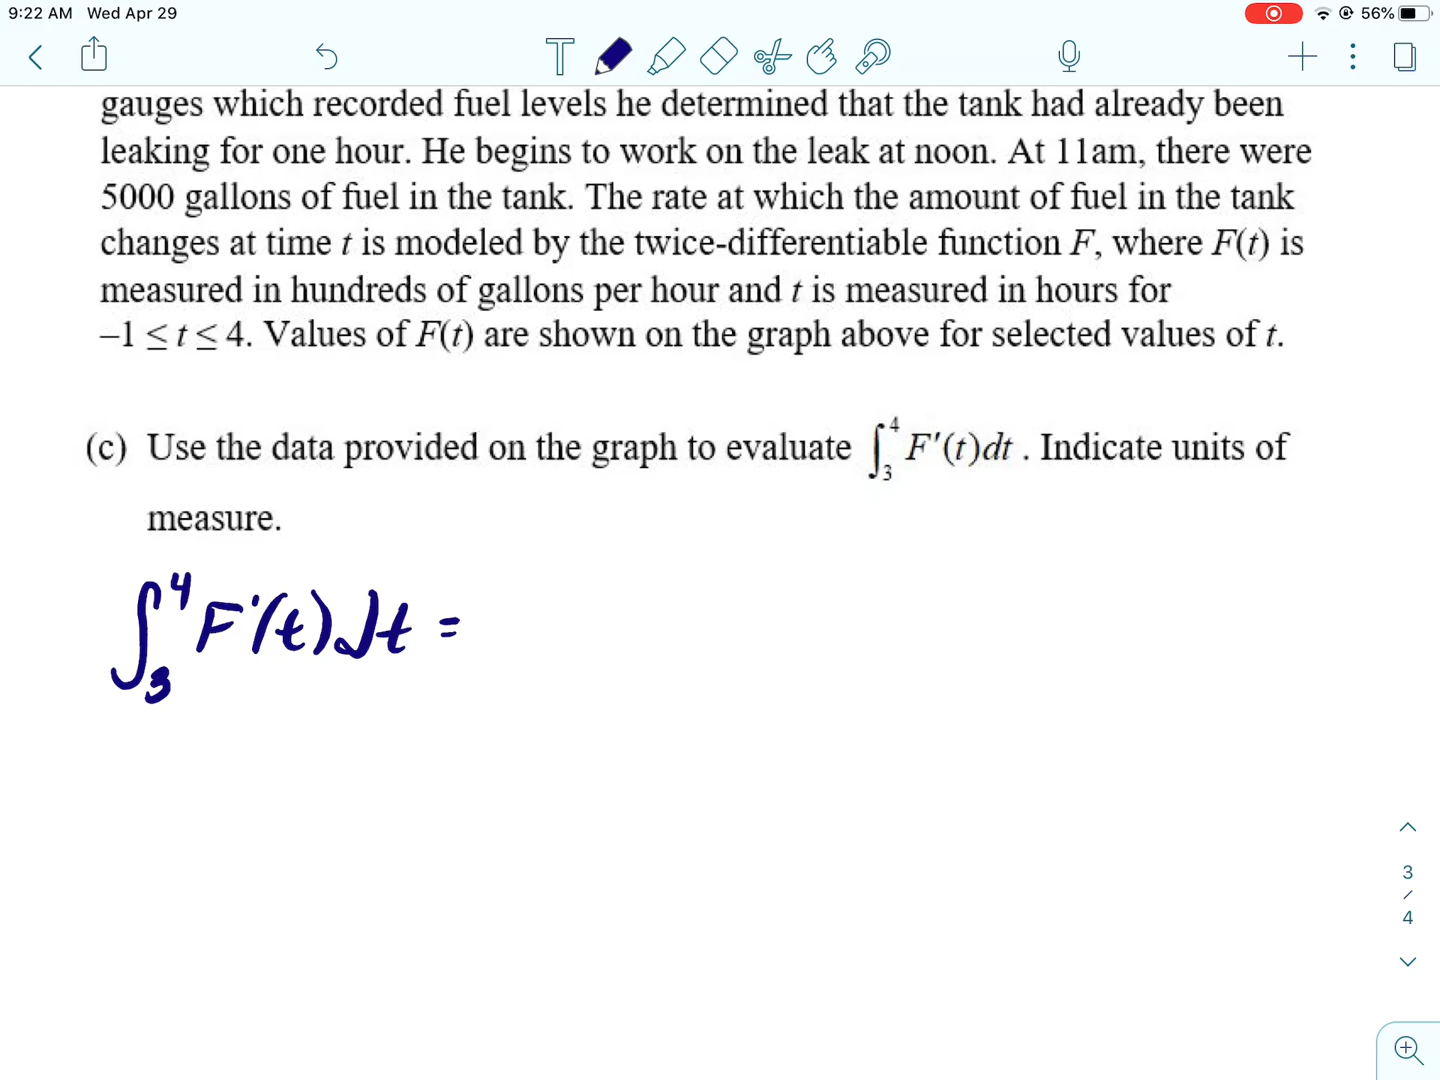 9:22 AM Wed Apr 29
56%
gauges which recorded fuel levels he determined that the tank had already been
leaking for one hour. He begins to work on the leak at noon. At 11am, there were
5000 gallons of fuel in the tank. The rate at which the amount of fuel in the tank
changes at time t is modeled by the twice-differentiable function F, where F(t) is
measured in hundreds of gallons per hour and t is measured in hours for
−1 ≤ t ≤ 4. Values of F(t) are shown on the graph above for selected values of t.
(c) Use the data provided on the graph to evaluate ∫₃⁴ F′(t)dt . Indicate units of
measure.
∫₃⁴ F′(t)dt =
3
/
4